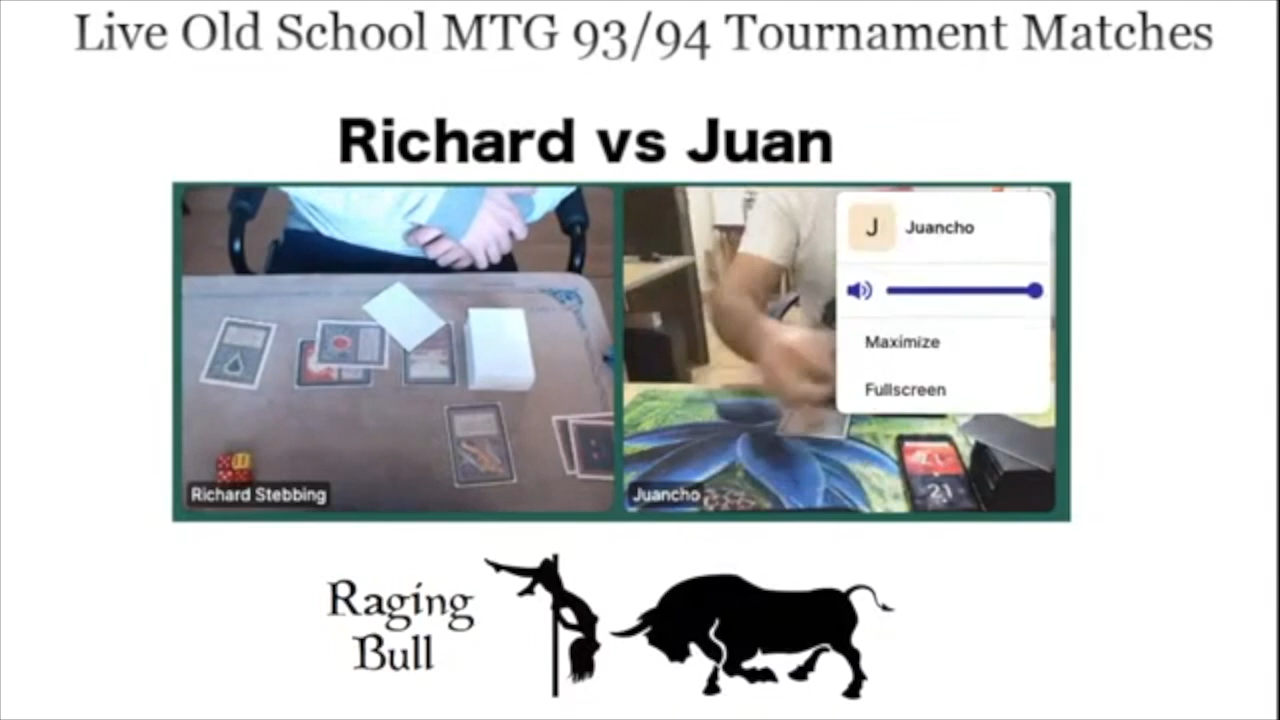 Live Old School MTG 93/94 Tournament Matches
Richard vs Juan
J Juancho
Maximize
Fullscreen
Richard Stebbing
Juancho
21
Raging
Bull